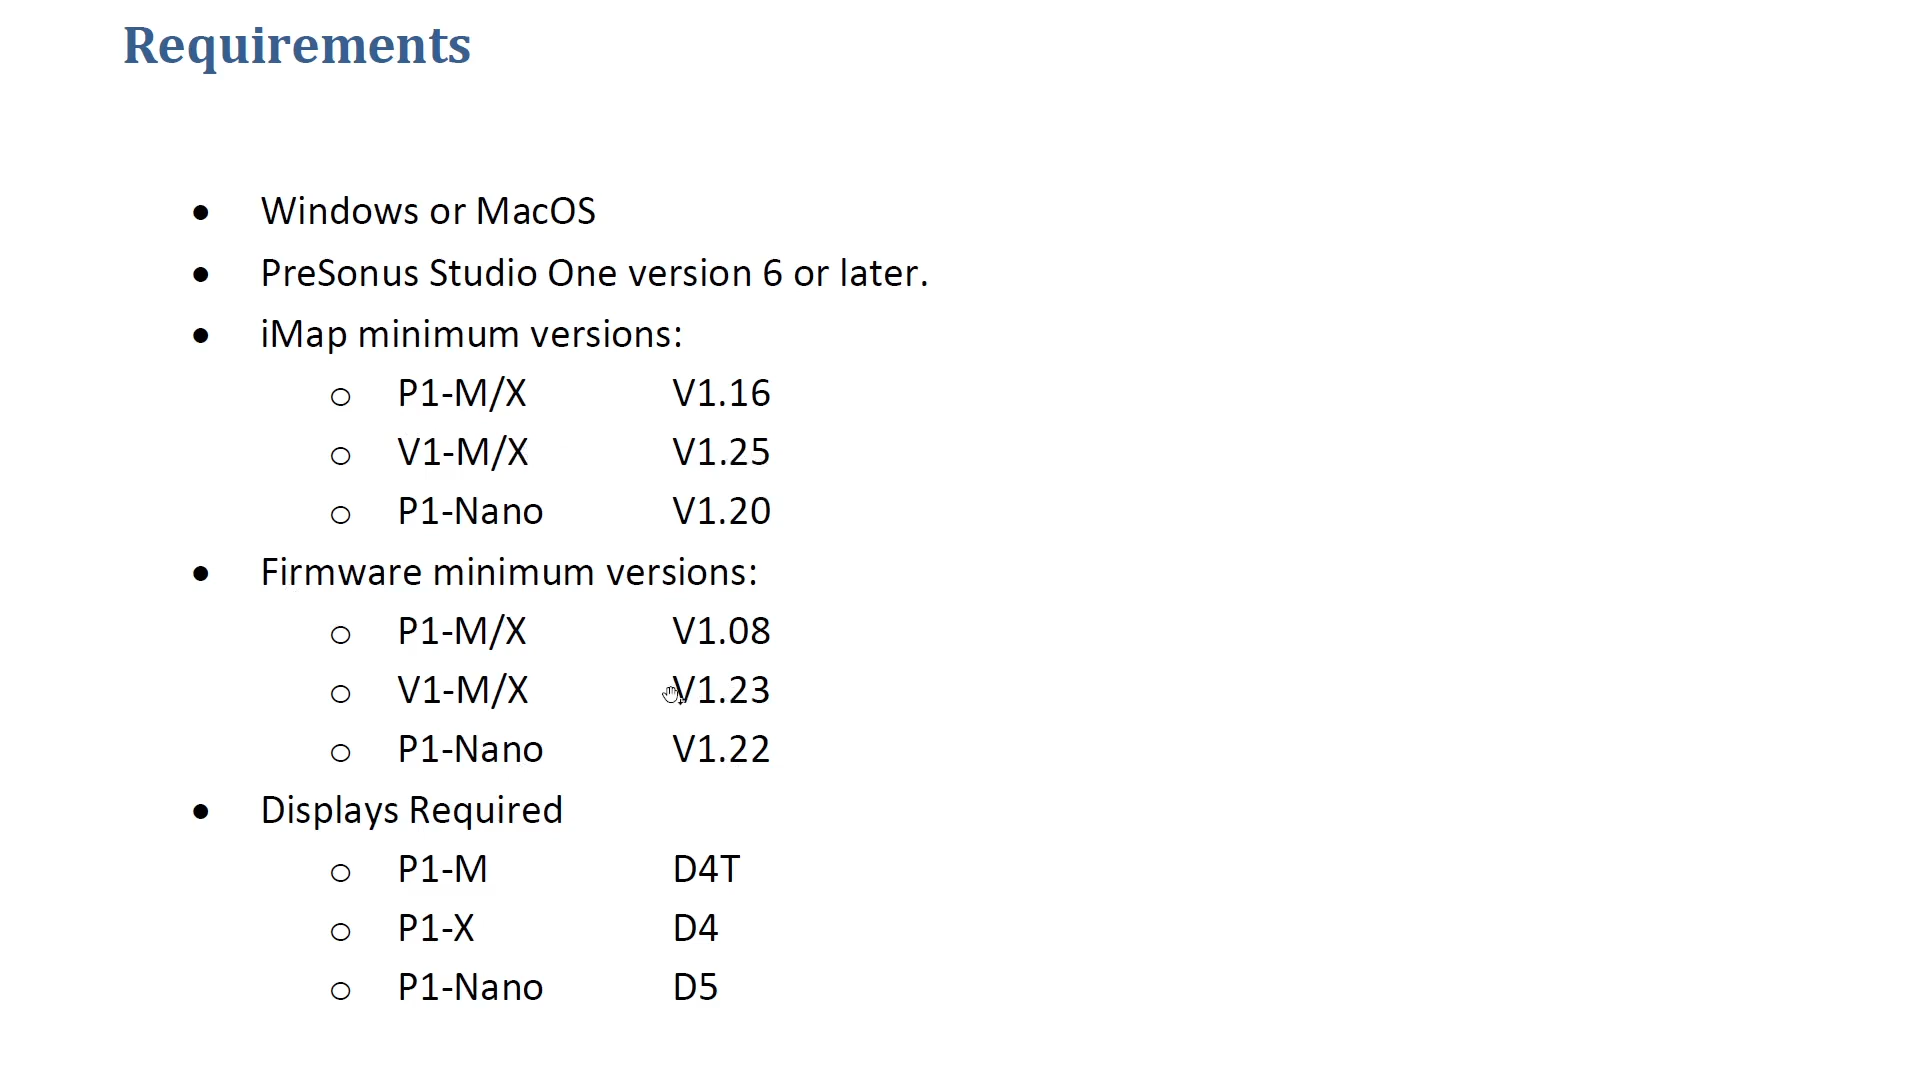 Requirements
• Windows or MacOS
• PreSonus Studio One version 6 or later.
• iMap minimum versions:
o P1-M/X V1.16
o V1-M/X V1.25
o P1-Nano V1.20
• Firmware minimum versions:
o P1-M/X V1.08
o V1-M/X V1.23
o P1-Nano V1.22
• Displays Required
o P1-M D4T
o P1-X D4
o P1-Nano D5